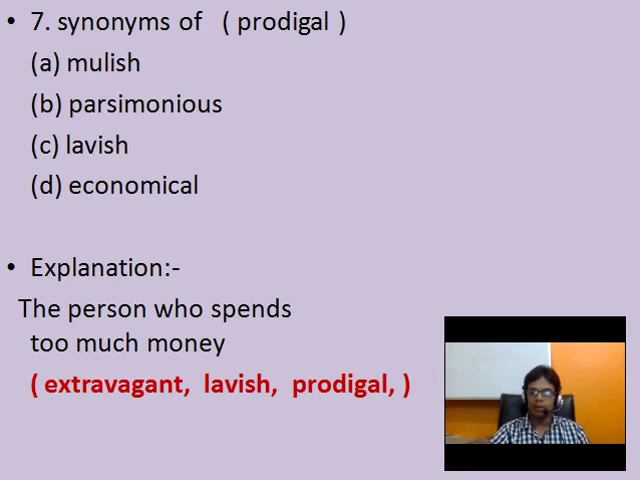 • 7. synonyms of ( prodigal )
(a) mulish
(b) parsimonious
(c) lavish
(d) economical
• Explanation:-
The person who spends
too much money
( extravagant, lavish, prodigal, )